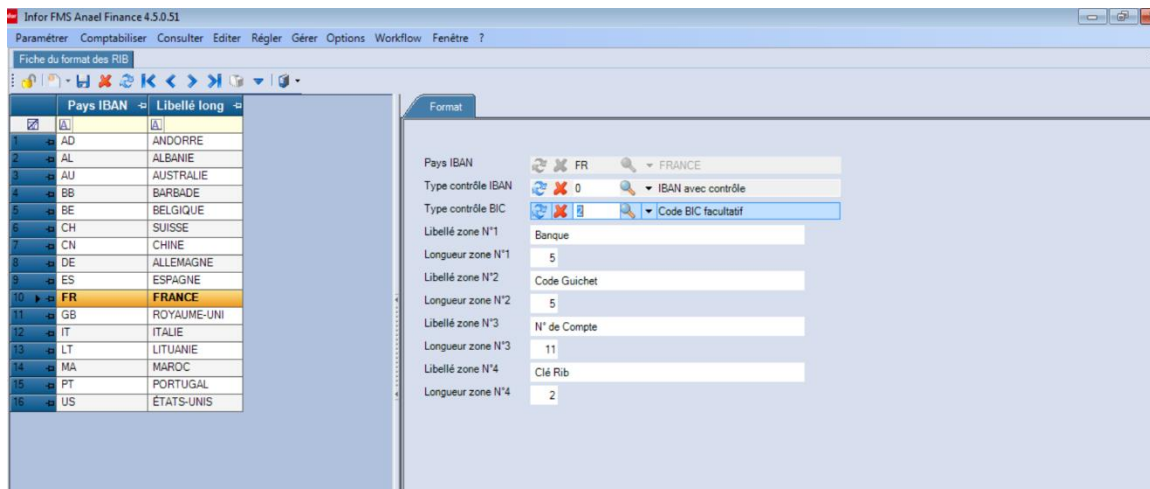 Infor FMS Anael Finance 4.5.0.51
Paramétrer Comptabiliser Consulter Editer Régler Gérer Options Workflow Fenêtre ?
Fiche du format des RIB
Pays IBAN Libellé long
1 AD ANDORRE
2 AL ALBANIE
3 AU AUSTRALIE
4 BB BARBADE
5 BE BELGIQUE
6 CH SUISSE
7 CN CHINE
8 DE ALLEMAGNE
9 ES ESPAGNE
10 FR FRANCE
11 GB ROYAUME-UNI
12 IT ITALIE
13 LT LITUANIE
14 MA MAROC
15 PT PORTUGAL
16 US ÉTATS-UNIS
Format
Pays IBAN FR FRANCE
Type contrôle IBAN 0 IBAN avec contrôle
Type contrôle BIC 2 Code BIC facultatif
Libellé zone N°1 Banque
Longueur zone N°1 5
Libellé zone N°2 Code Guichet
Longueur zone N°2 5
Libellé zone N°3 N° de Compte
Longueur zone N°3 11
Libellé zone N°4 Clé Rib
Longueur zone N°4 2